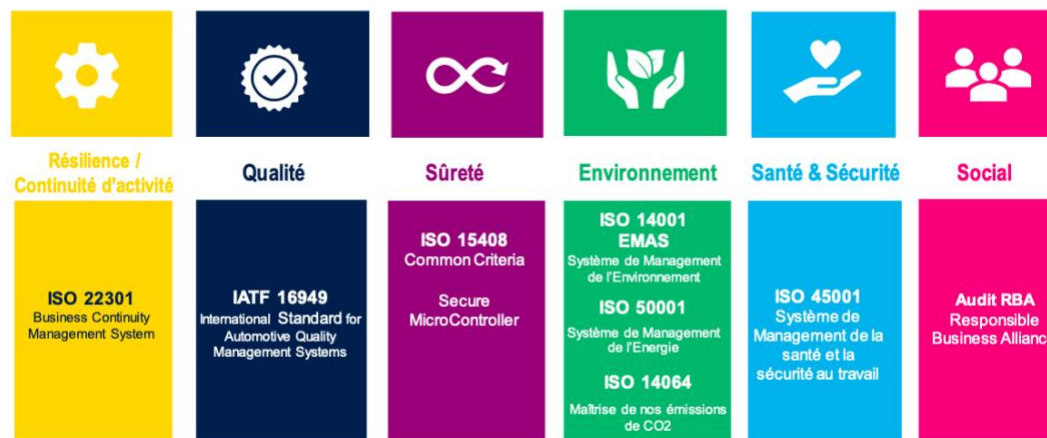 Résilience /
Continuité d'activité
Qualité
Sûreté
Environnement
Santé & Sécurité
Social
ISO 22301
Business Continuity
Management System
IATF 16949
International Standard for
Automotive Quality
Management Systems
ISO 15408
Common Criteria
Secure
MicroController
ISO 14001
EMAS
Système de Management
de l'Environnement
ISO 50001
Système de Management
de l'Energie
ISO 14064
Maîtrise de nos émissions
de CO2
ISO 45001
Système de
Management de la
santé et la
sécurité au travail
Audit RBA
Responsible
Business Allianc